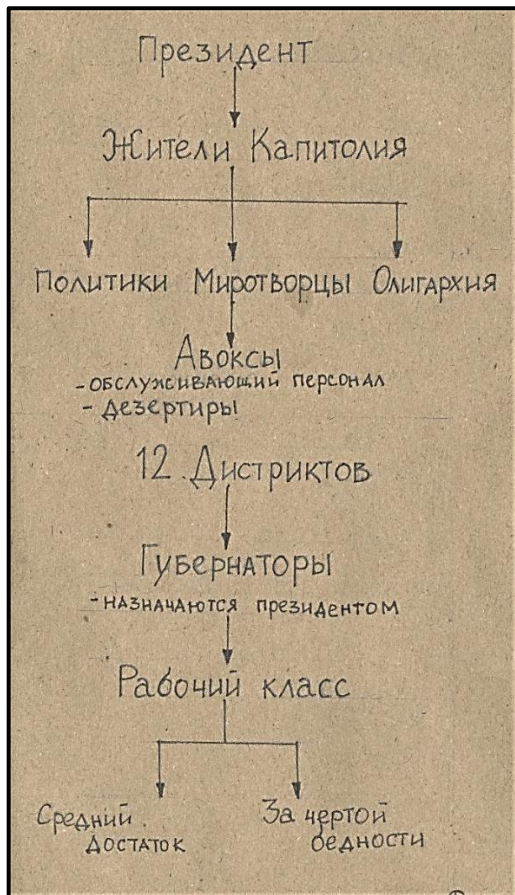 Президент
Жители Капитолия
Политики Миротворцы Олигархия
Авоксы
- обслуживающий персонал
- дезертиры
12 Дистриктов
Губернаторы
- назначаются президентом
Рабочий класс
Средний достаток
За чертой бедности